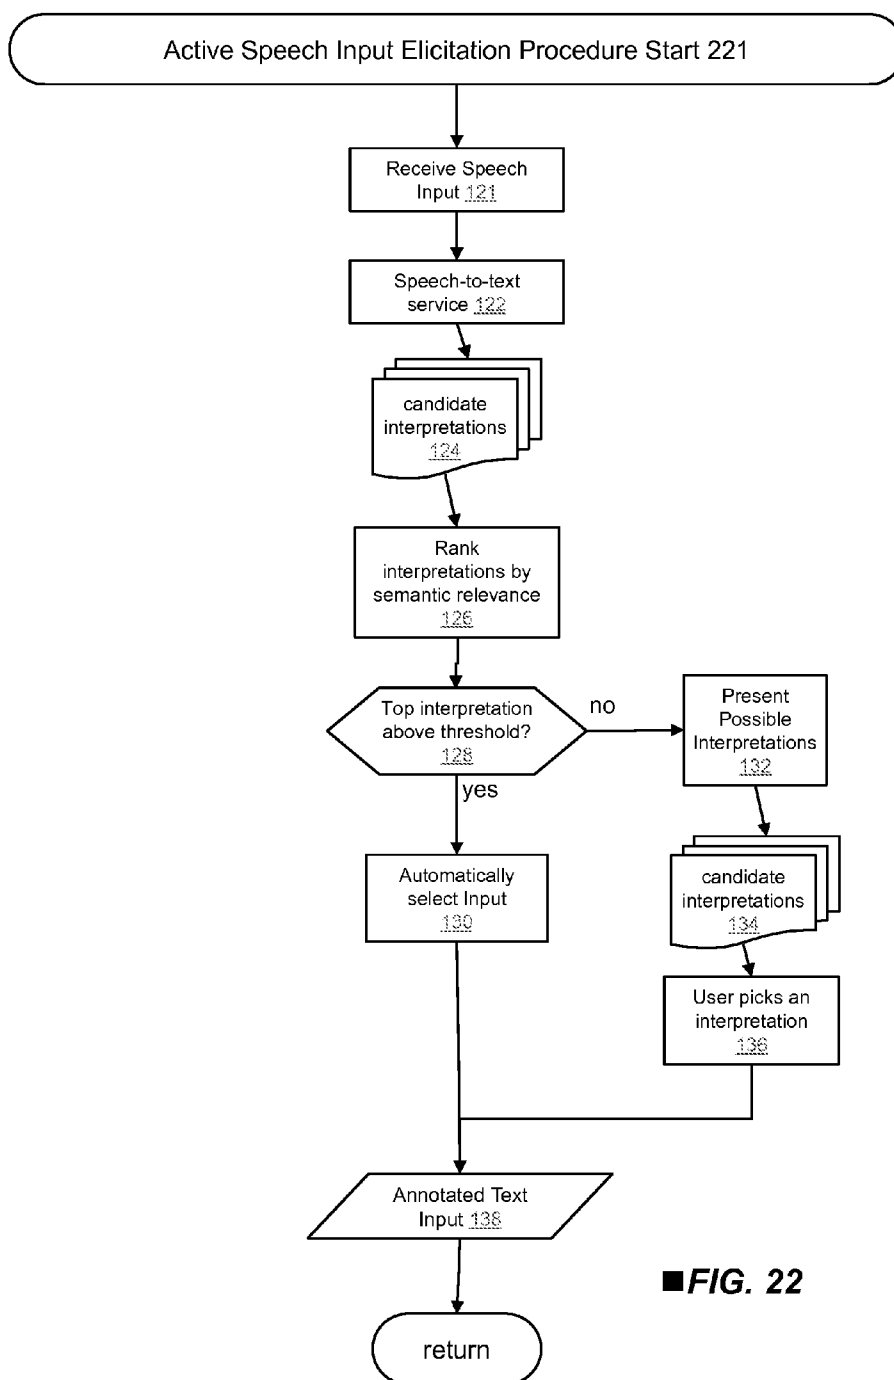 Active Speech Input Elicitation Procedure Start 221
Receive Speech
Input 121
Speech-to-text
service 122
candidate
interpretations
124
Rank
interpretations by
semantic relevance
126
Top interpretation
above threshold?
128
no
yes
Present
Possible
Interpretations
132
Automatically
select Input
130
candidate
interpretations
134
User picks an
interpretation
136
Annotated Text
Input 138
■FIG. 22
return